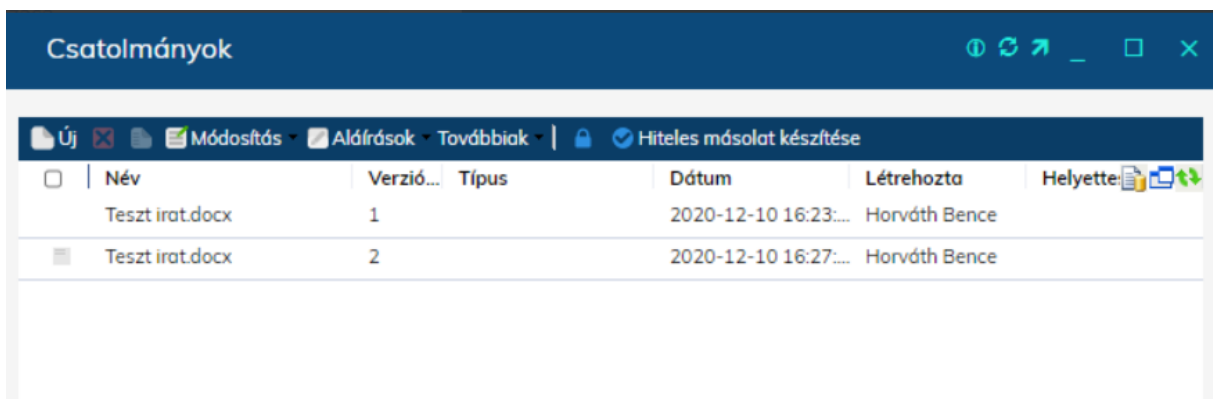 Csatolmányok
Új Módosítás Aláírások Továbbiak Hiteles másolat készítése
Név Verzió... Típus Dátum Létrehozta Helyette
Teszt irat.docx 1 2020-12-10 16:23:... Horváth Bence
Teszt irat.docx 2 2020-12-10 16:27:... Horváth Bence